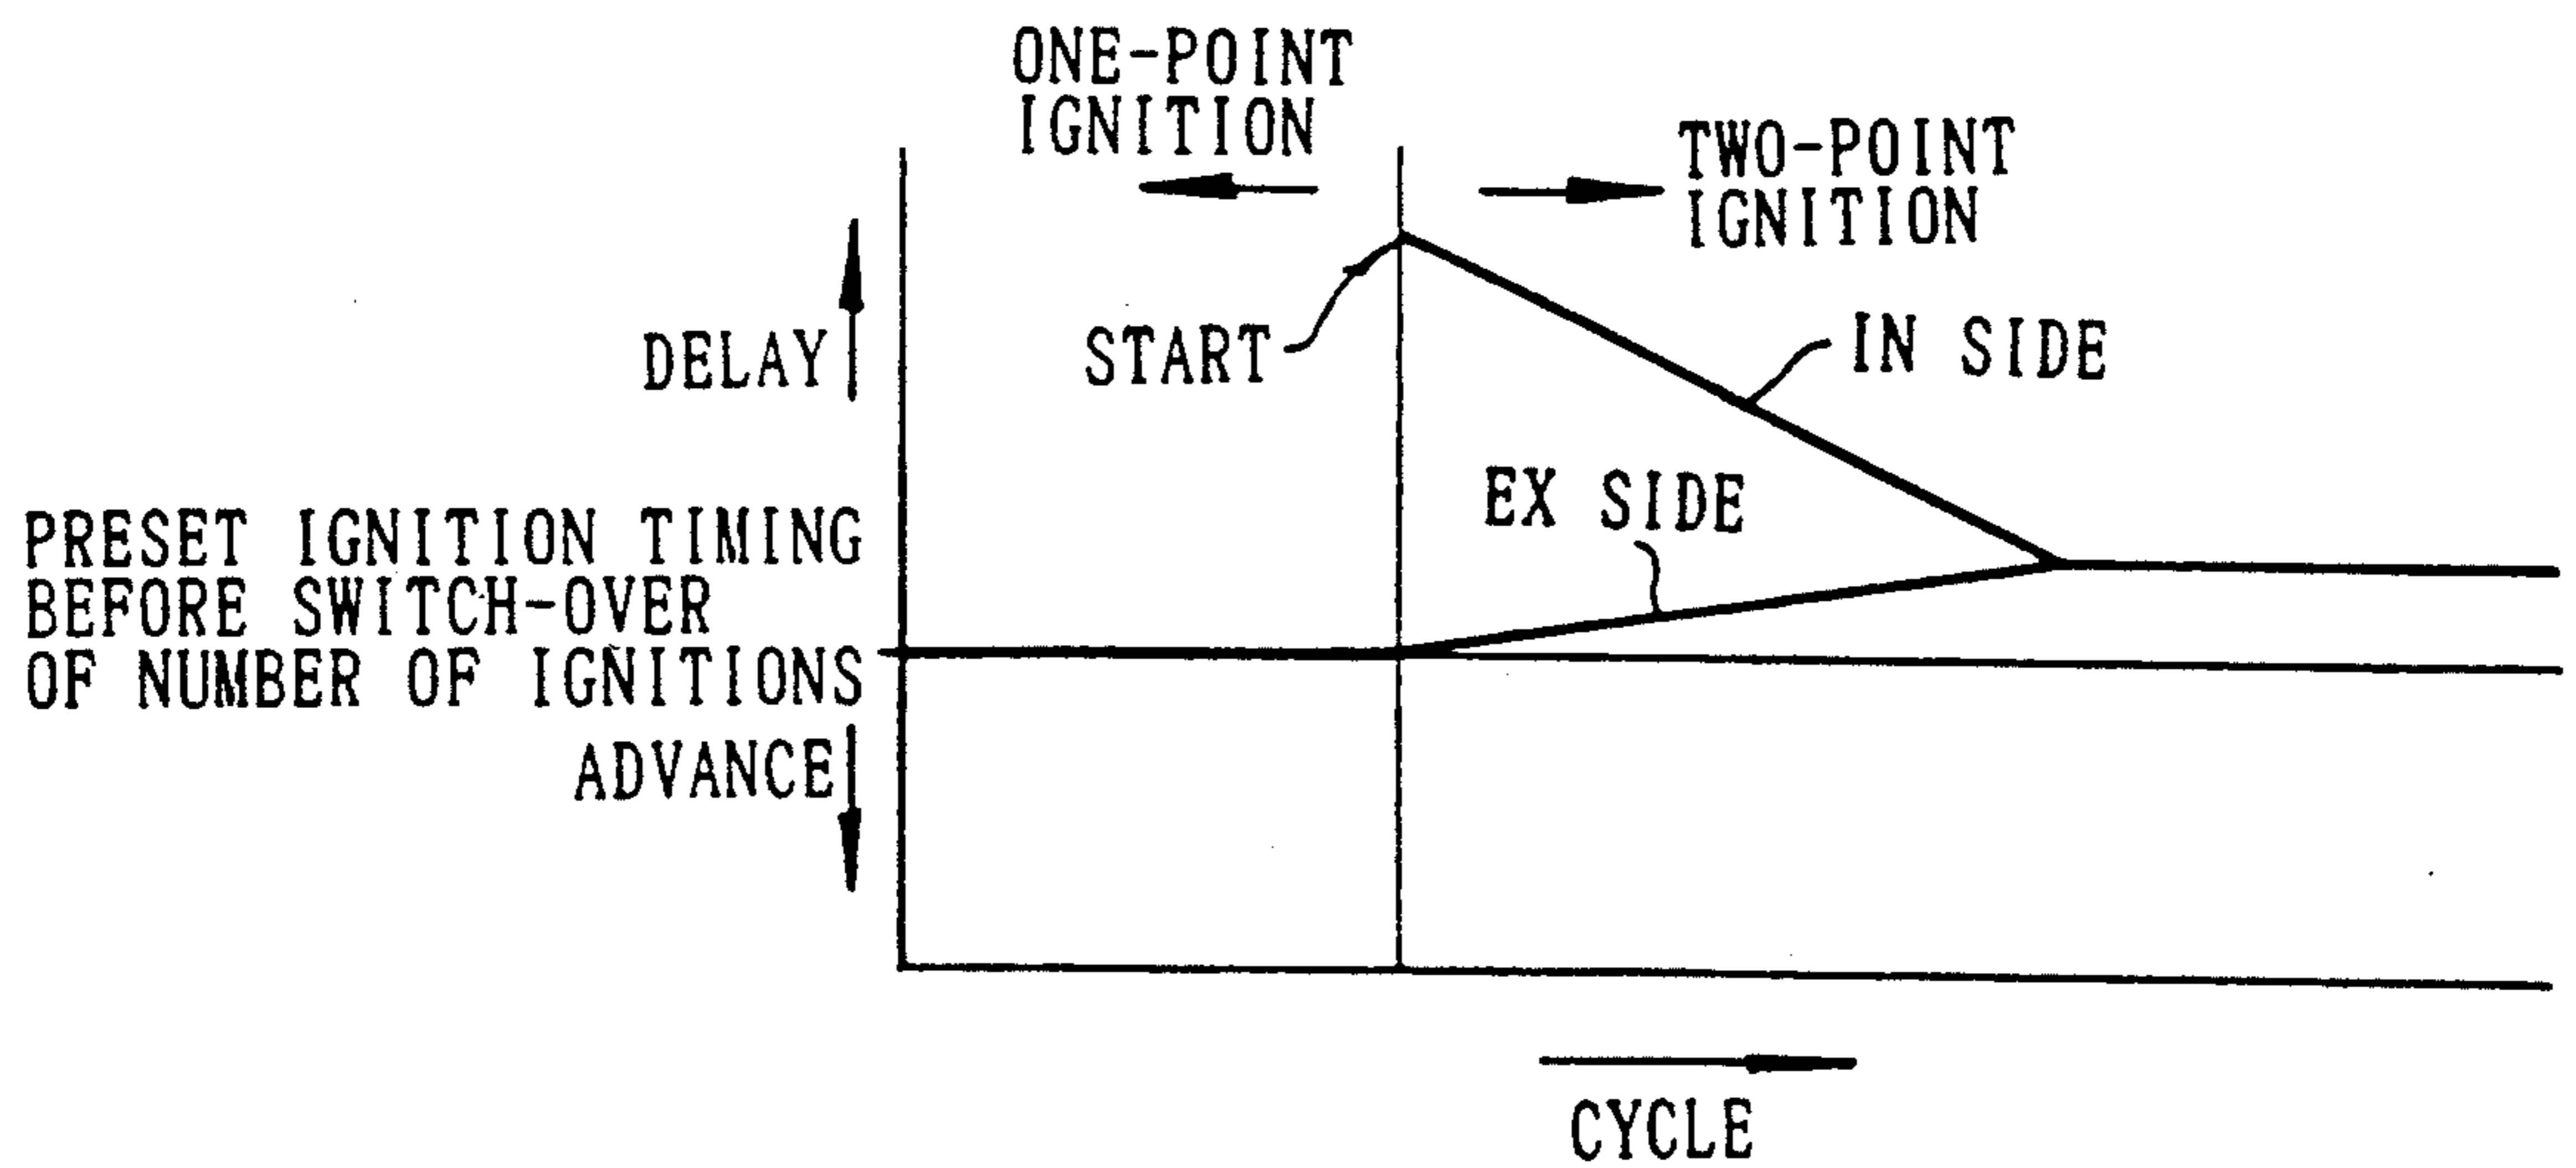 ONE-POINT
IGNITION
TWO-POINT
IGNITION
DELAY
START
IN SIDE
EX SIDE
PRESET IGNITION TIMING
BEFORE SWITCH-OVER
OF NUMBER OF IGNITIONS
ADVANCE
CYCLE